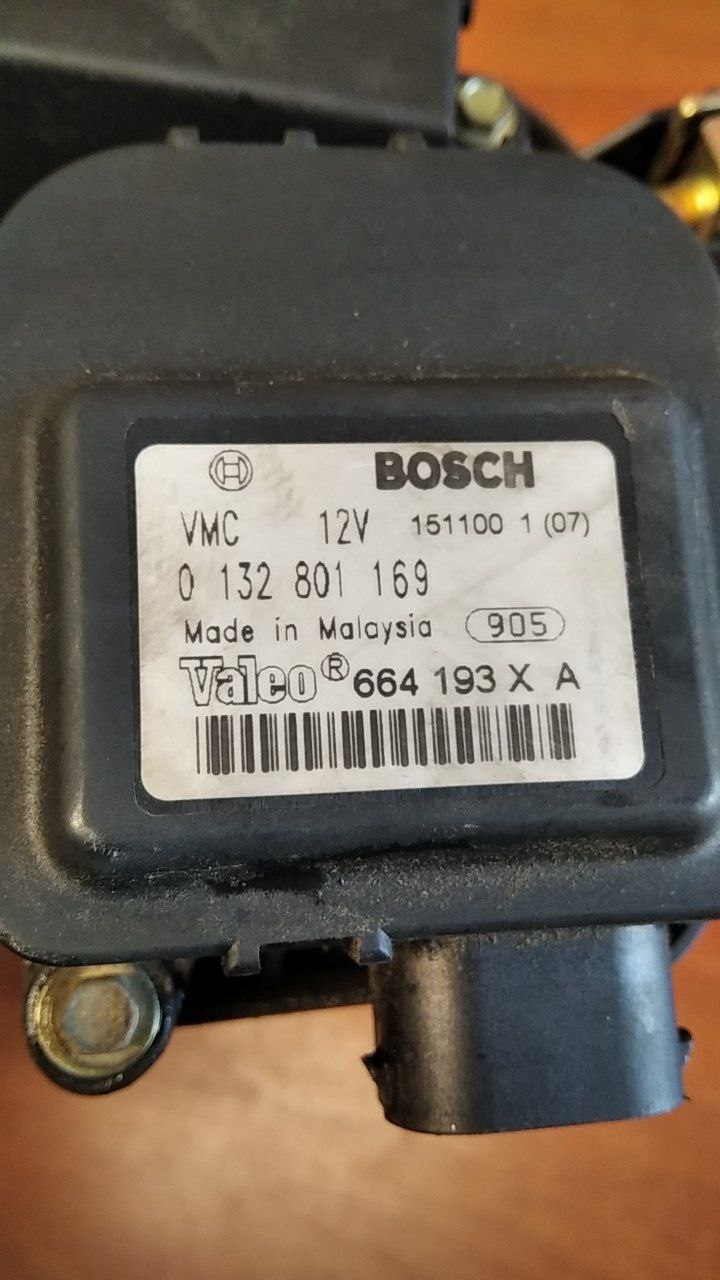 BOSCH
VMC 12V 151100 1 (07)
0 132 801 169
Made in Malaysia 905
Valeo® 664 193 X A